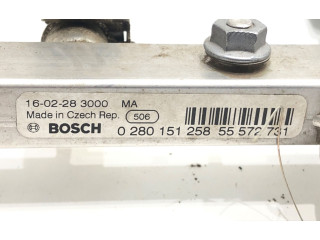 16-02-28 3000 MA
Made in Czech Rep. 506
BOSCH 0 280 151 258 55 572 731